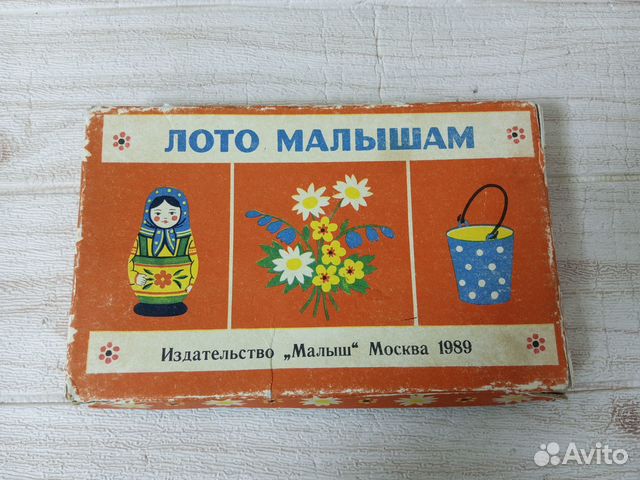 ЛОТО МАЛЫШАМ
Издательство „Малыш“ Москва 1989
Avito